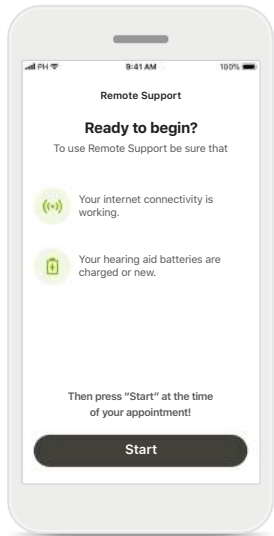 PH 9:41 AM 100%
Remote Support
Ready to begin?
To use Remote Support be sure that
Your internet connectivity is
working.
Your hearing aid batteries are
charged or new.
Then press “Start” at the time
of your appointment!
Start